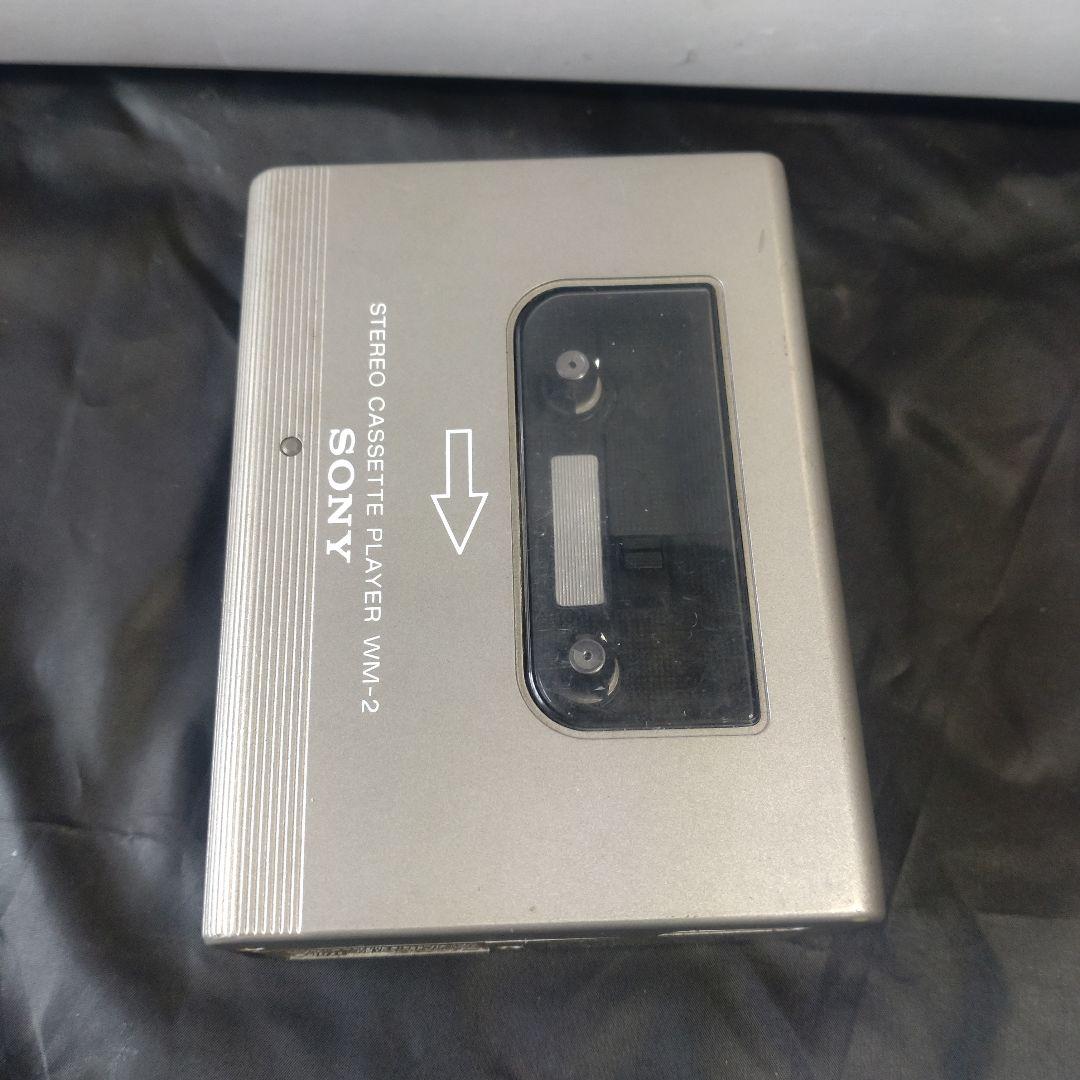 STEREO CASSETTE PLAYER WM-2
SONY